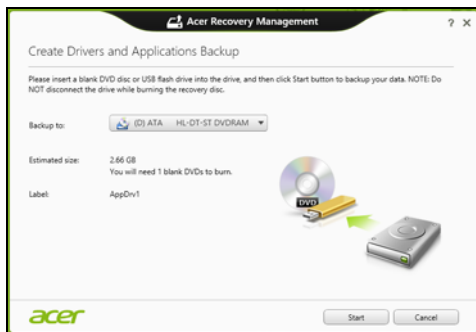 Acer Recovery Management
? X
Create Drivers and Applications Backup
Please insert a blank DVD disc or USB flash drive into the drive, and then click Start button to backup your data. NOTE: Do
NOT disconnect the drive while burning the recovery disc.
Backup to: (D) ATA HL-DT-ST DVDRAM
Estimated size: 2.66 GB
You will need 1 blank DVDs to burn.
Label: AppDrv1
DVD
acer
Start Cancel